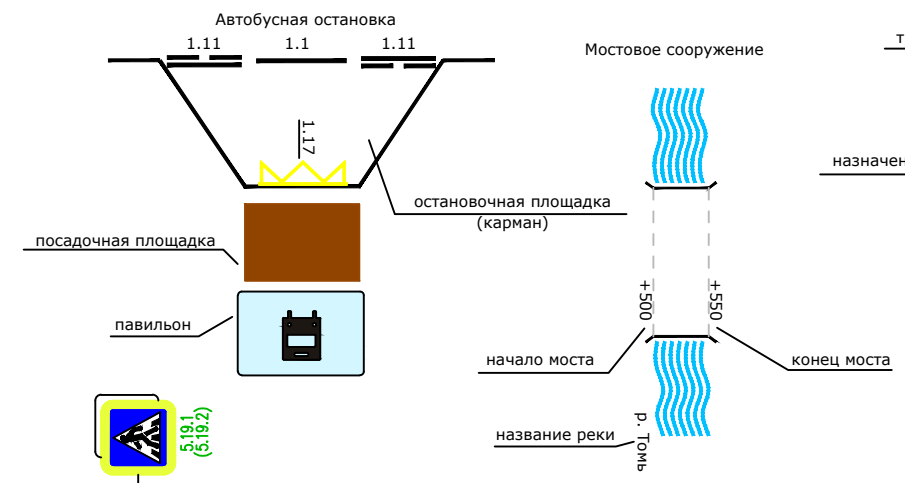 Автобусная остановка
1.11 1.1 1.11
1.17
остановочная площадка
(карман)
посадочная площадка
павильон
5.19.1
(5.19.2)
Мостовое сооружение
+500
+550
начало моста
конец моста
название реки
р. Томь
т
назначен